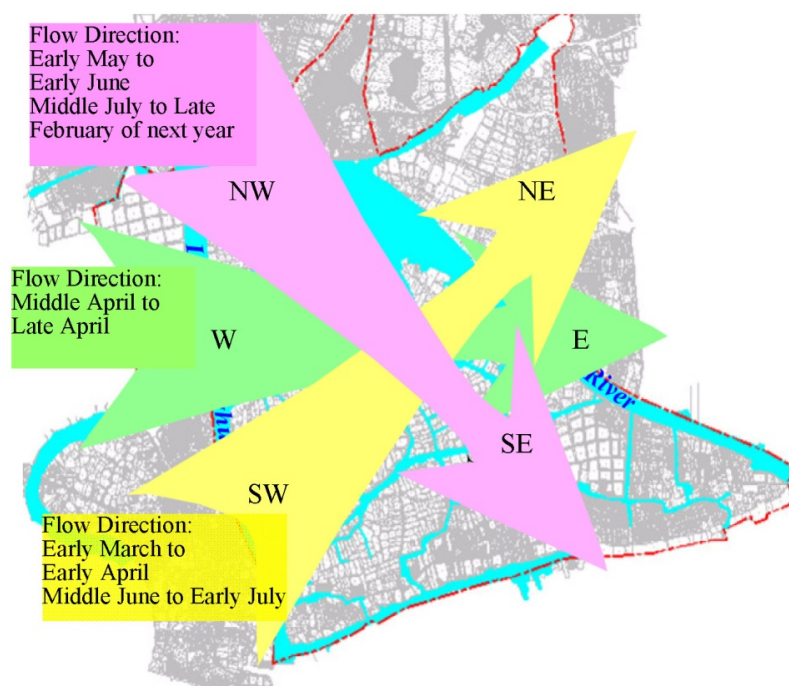 Flow Direction:
Early May to
Early June
Middle July to Late
February of next year
NW
NE
Flow Direction:
Middle April to
Late April
W
E
River
SE
SW
Flow Direction:
Early March to
Early April
Middle June to Early July